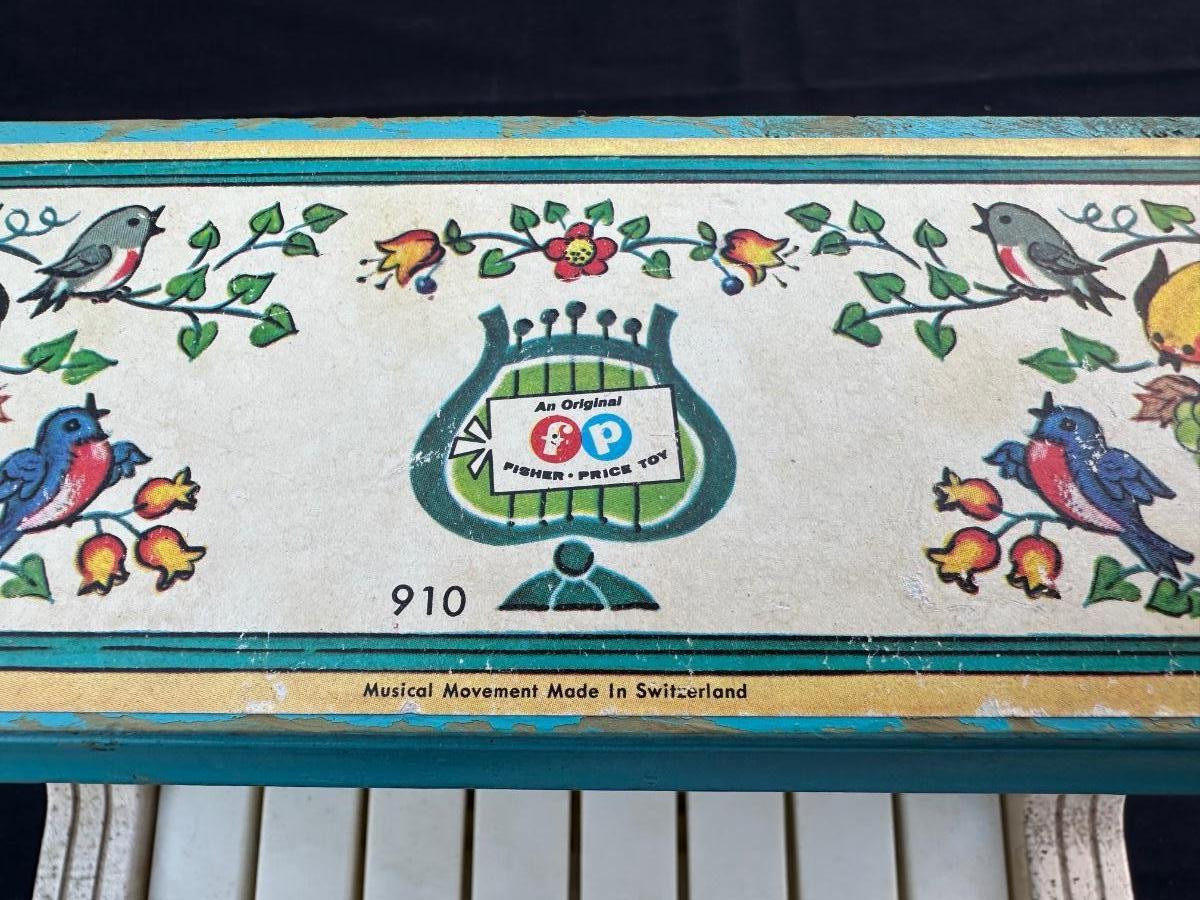 An Original
fp
FISHER • PRICE TOY
910
Musical Movement Made In Switzerland